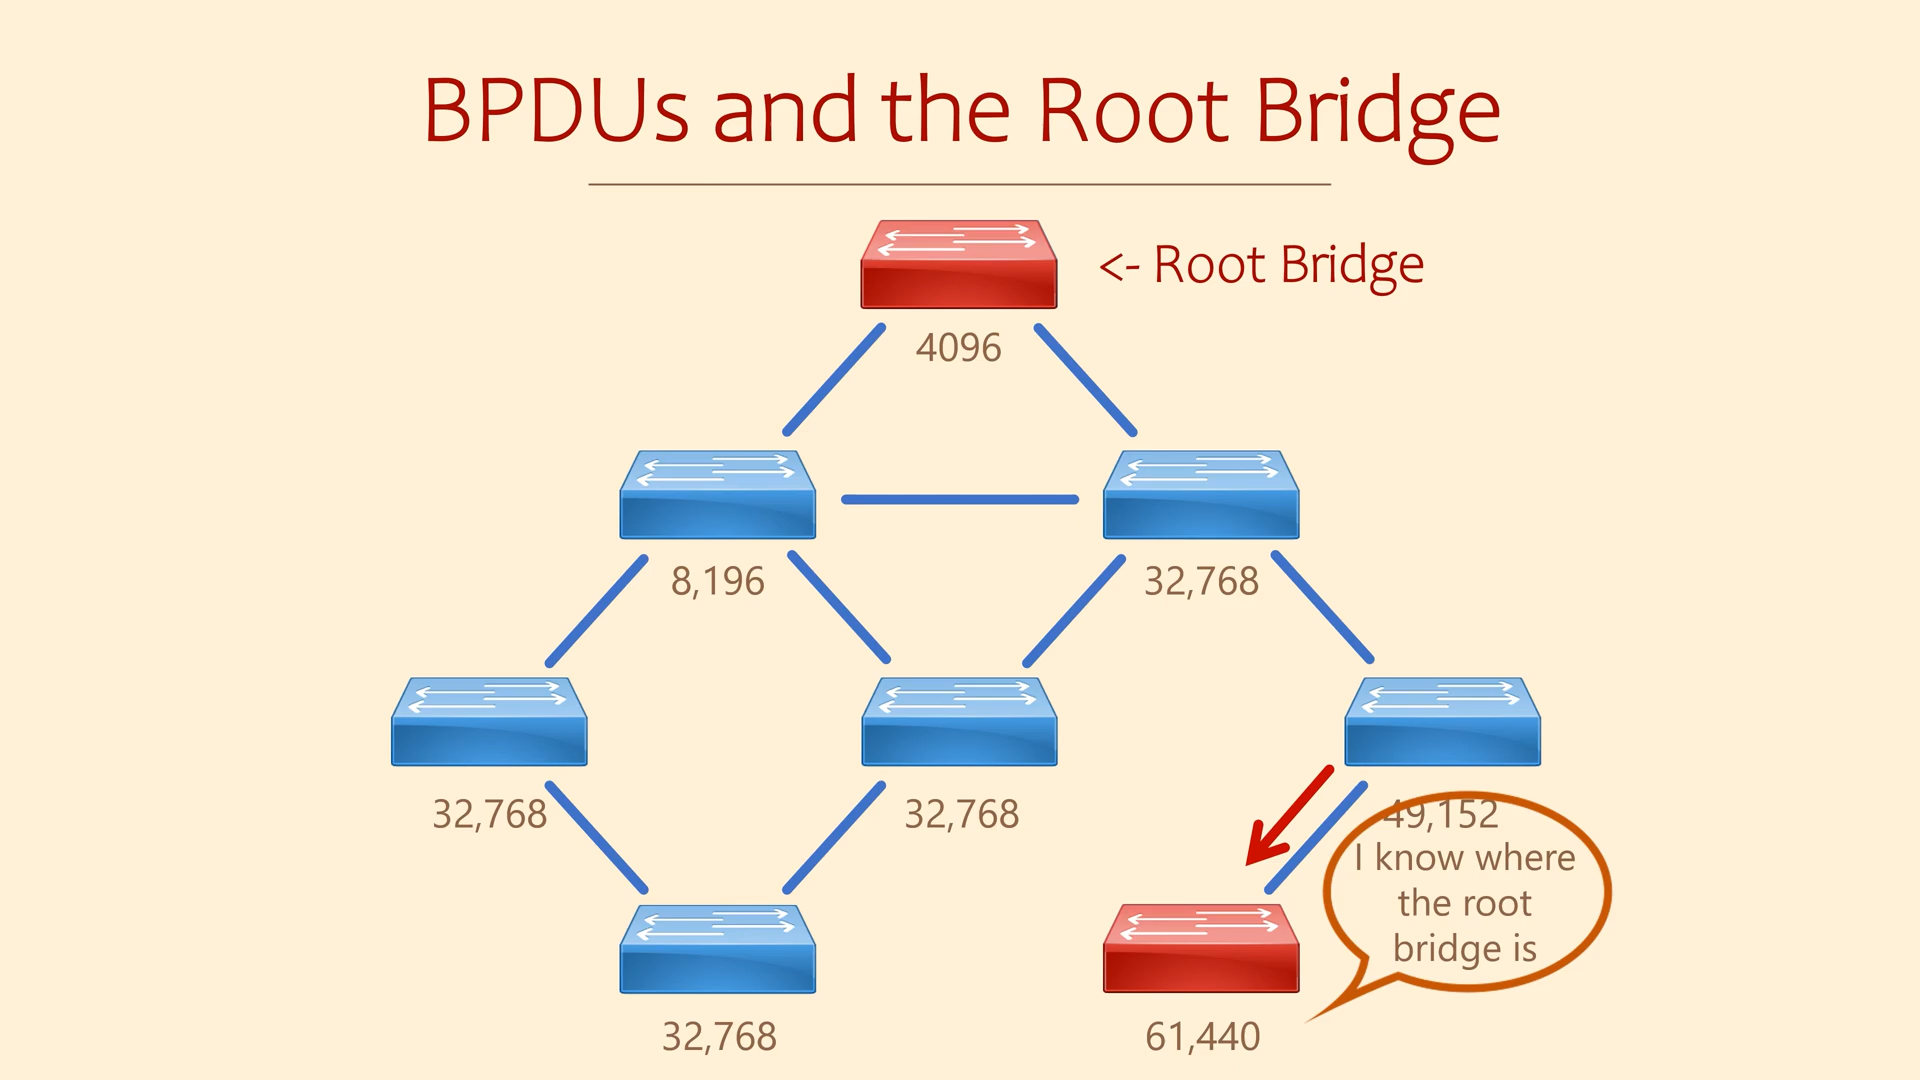 BPDUs and the Root Bridge
<- Root Bridge
4096
8,196
32,768
32,768
32,768
49,152
I know where
the root
bridge is
32,768
61,440